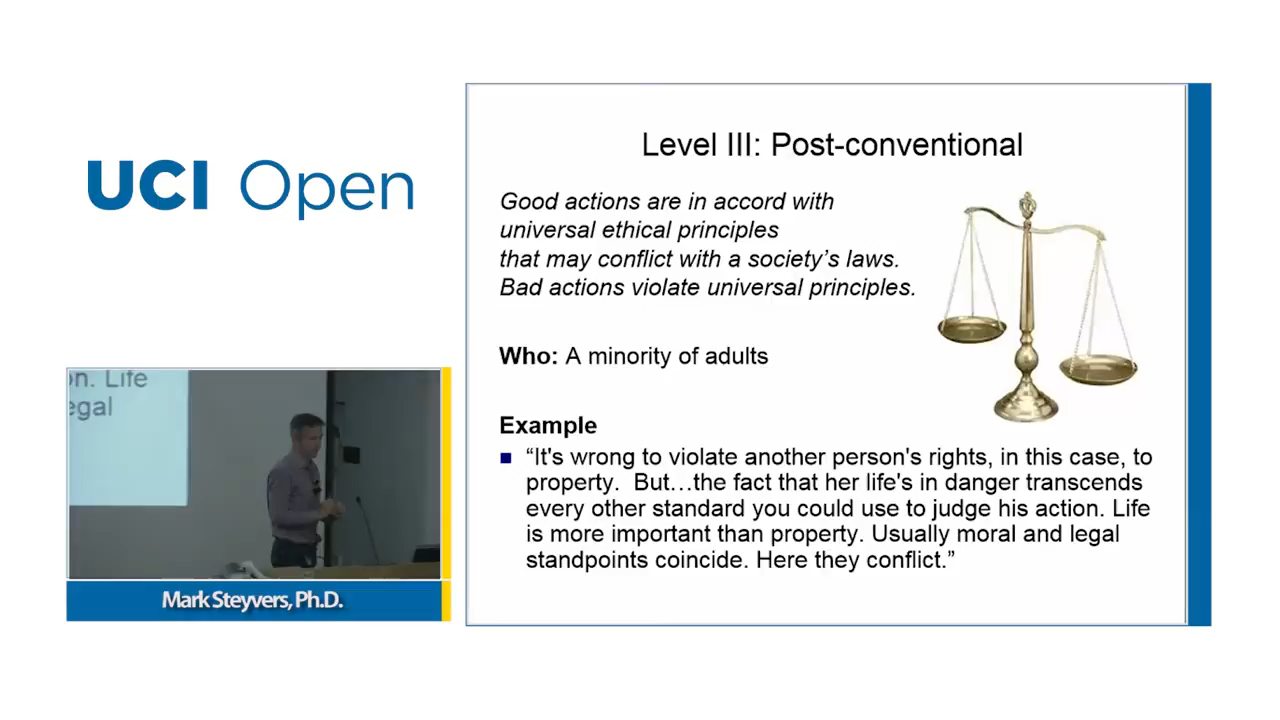 UCI Open
Level III: Post-conventional
Good actions are in accord with
universal ethical principles
that may conflict with a society's laws.
Bad actions violate universal principles.
Who: A minority of adults
Example
■ “It's wrong to violate another person's rights, in this case, to
property.  But…the fact that her life's in danger transcends
every other standard you could use to judge his action. Life
is more important than property. Usually moral and legal
standpoints coincide. Here they conflict.”
on. Life
egal
Mark Steyvers, Ph.D.